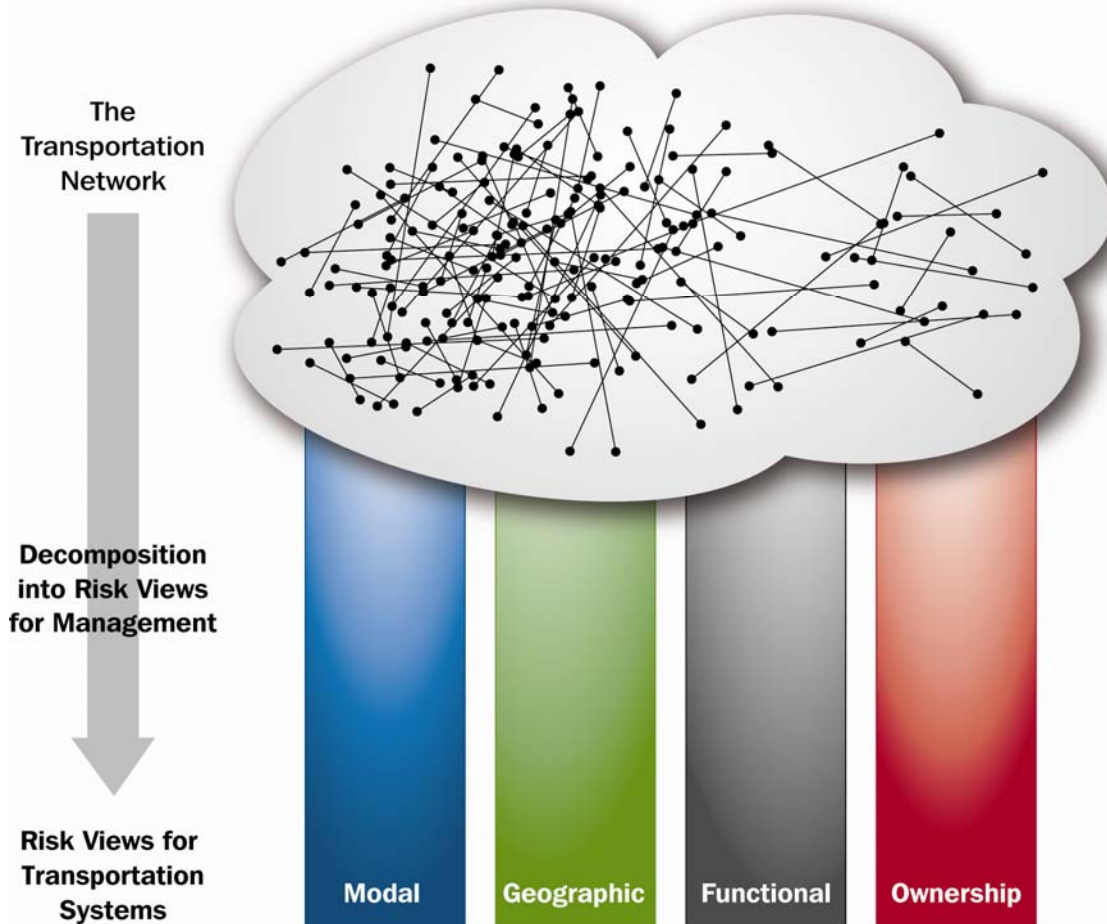 The
Transportation
Network
Decomposition
into Risk Views
for Management
Risk Views for
Transportation
Systems
Modal
Geographic
Functional
Ownership